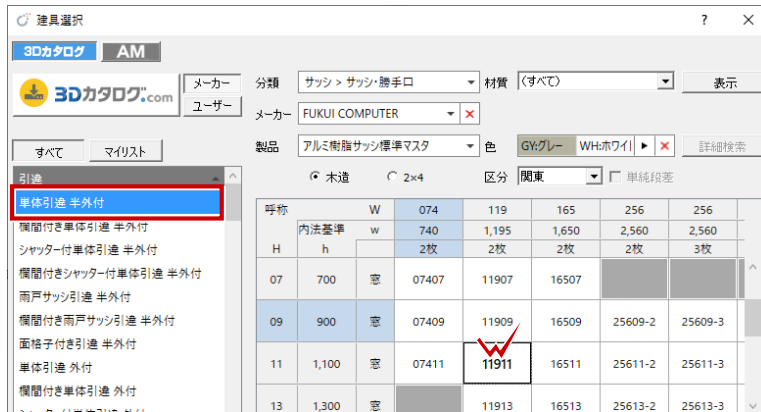 建具選択 ? ×
3Dカタログ AM
3Dカタログ.com メーカー ユーザー
分類 サッシ > サッシ・勝手口 材質 (すべて) 表示
メーカー FUKUI COMPUTER
すべて マイリスト
製品 アルミ樹脂サッシ標準マスタ 色 GY:グレー WH:ホワイ 詳細検索
木造 2×4 区分 関東 単純段差
引違
単体引違 半外付
欄間付き単体引違 半外付
シャッター付単体引違 半外付
欄間付きシャッター付単体引違 半外付
雨戸サッシ引違 半外付
欄間付き雨戸サッシ引違 半外付
面格子付き引違 半外付
単体引違 外付
欄間付き単体引違 外付
呼称 W 074 119 165 256 256
内法基準 w 740 1,195 1,650 2,560 2,560
H h 2枚 2枚 2枚 2枚 3枚
07 700 窓 07407 11907 16507
09 900 窓 07409 11909 16509 25609-2 25609-3
11 1,100 窓 07411 11911 16511 25611-2 25611-3
13 1,300 窓 11913 16513 25613-2 25613-3